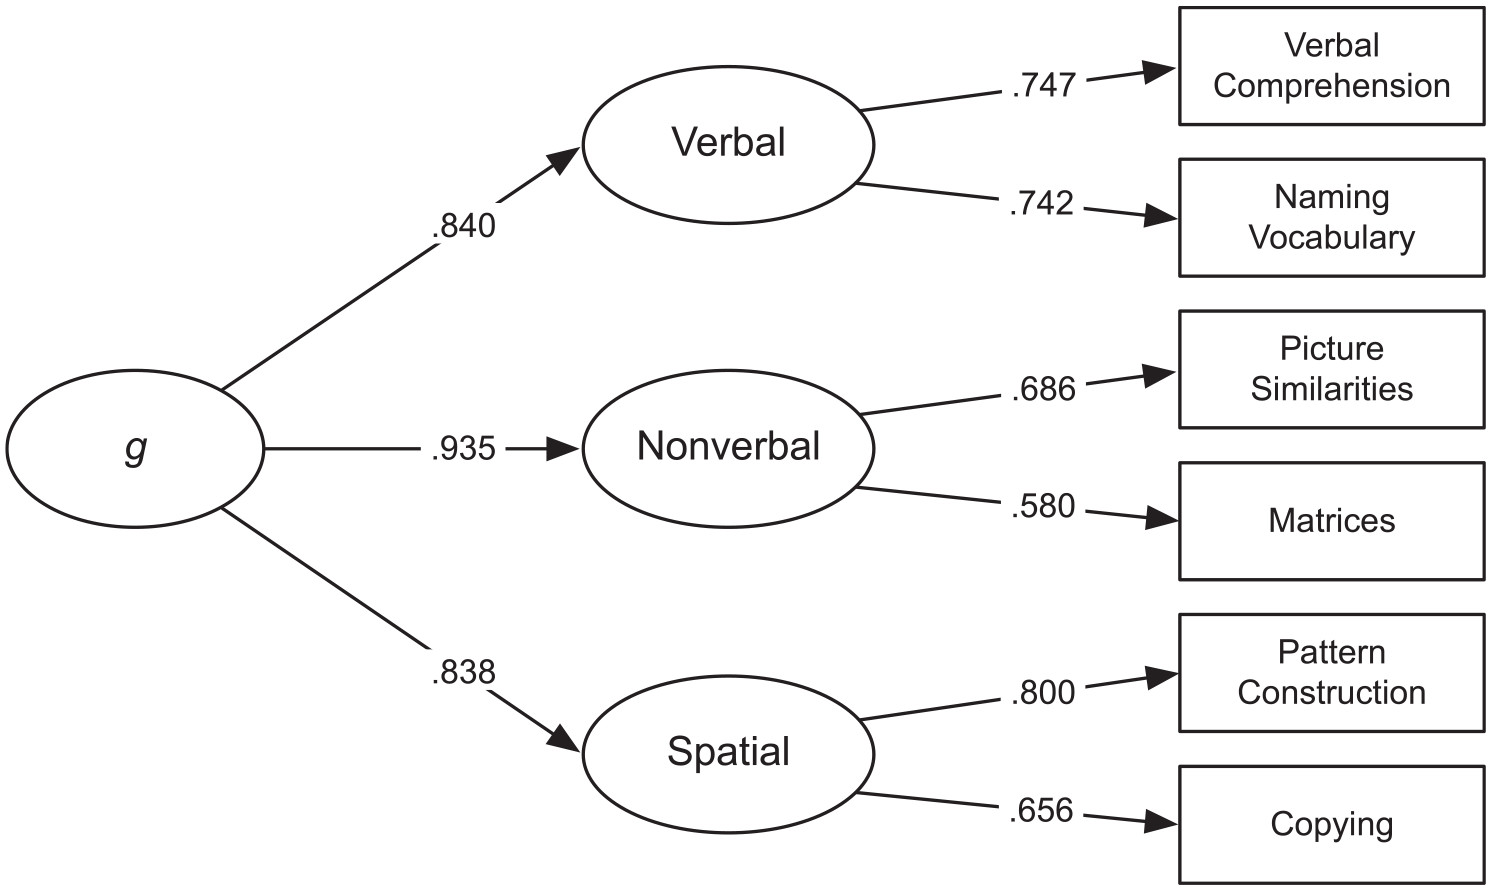 Verbal
Comprehension
.747
Verbal
Naming
Vocabulary
.742
.840
Picture
Similarities
.686
g
.935
Nonverbal
.580
Matrices
.838
Pattern
Construction
.800
Spatial
.656
Copying